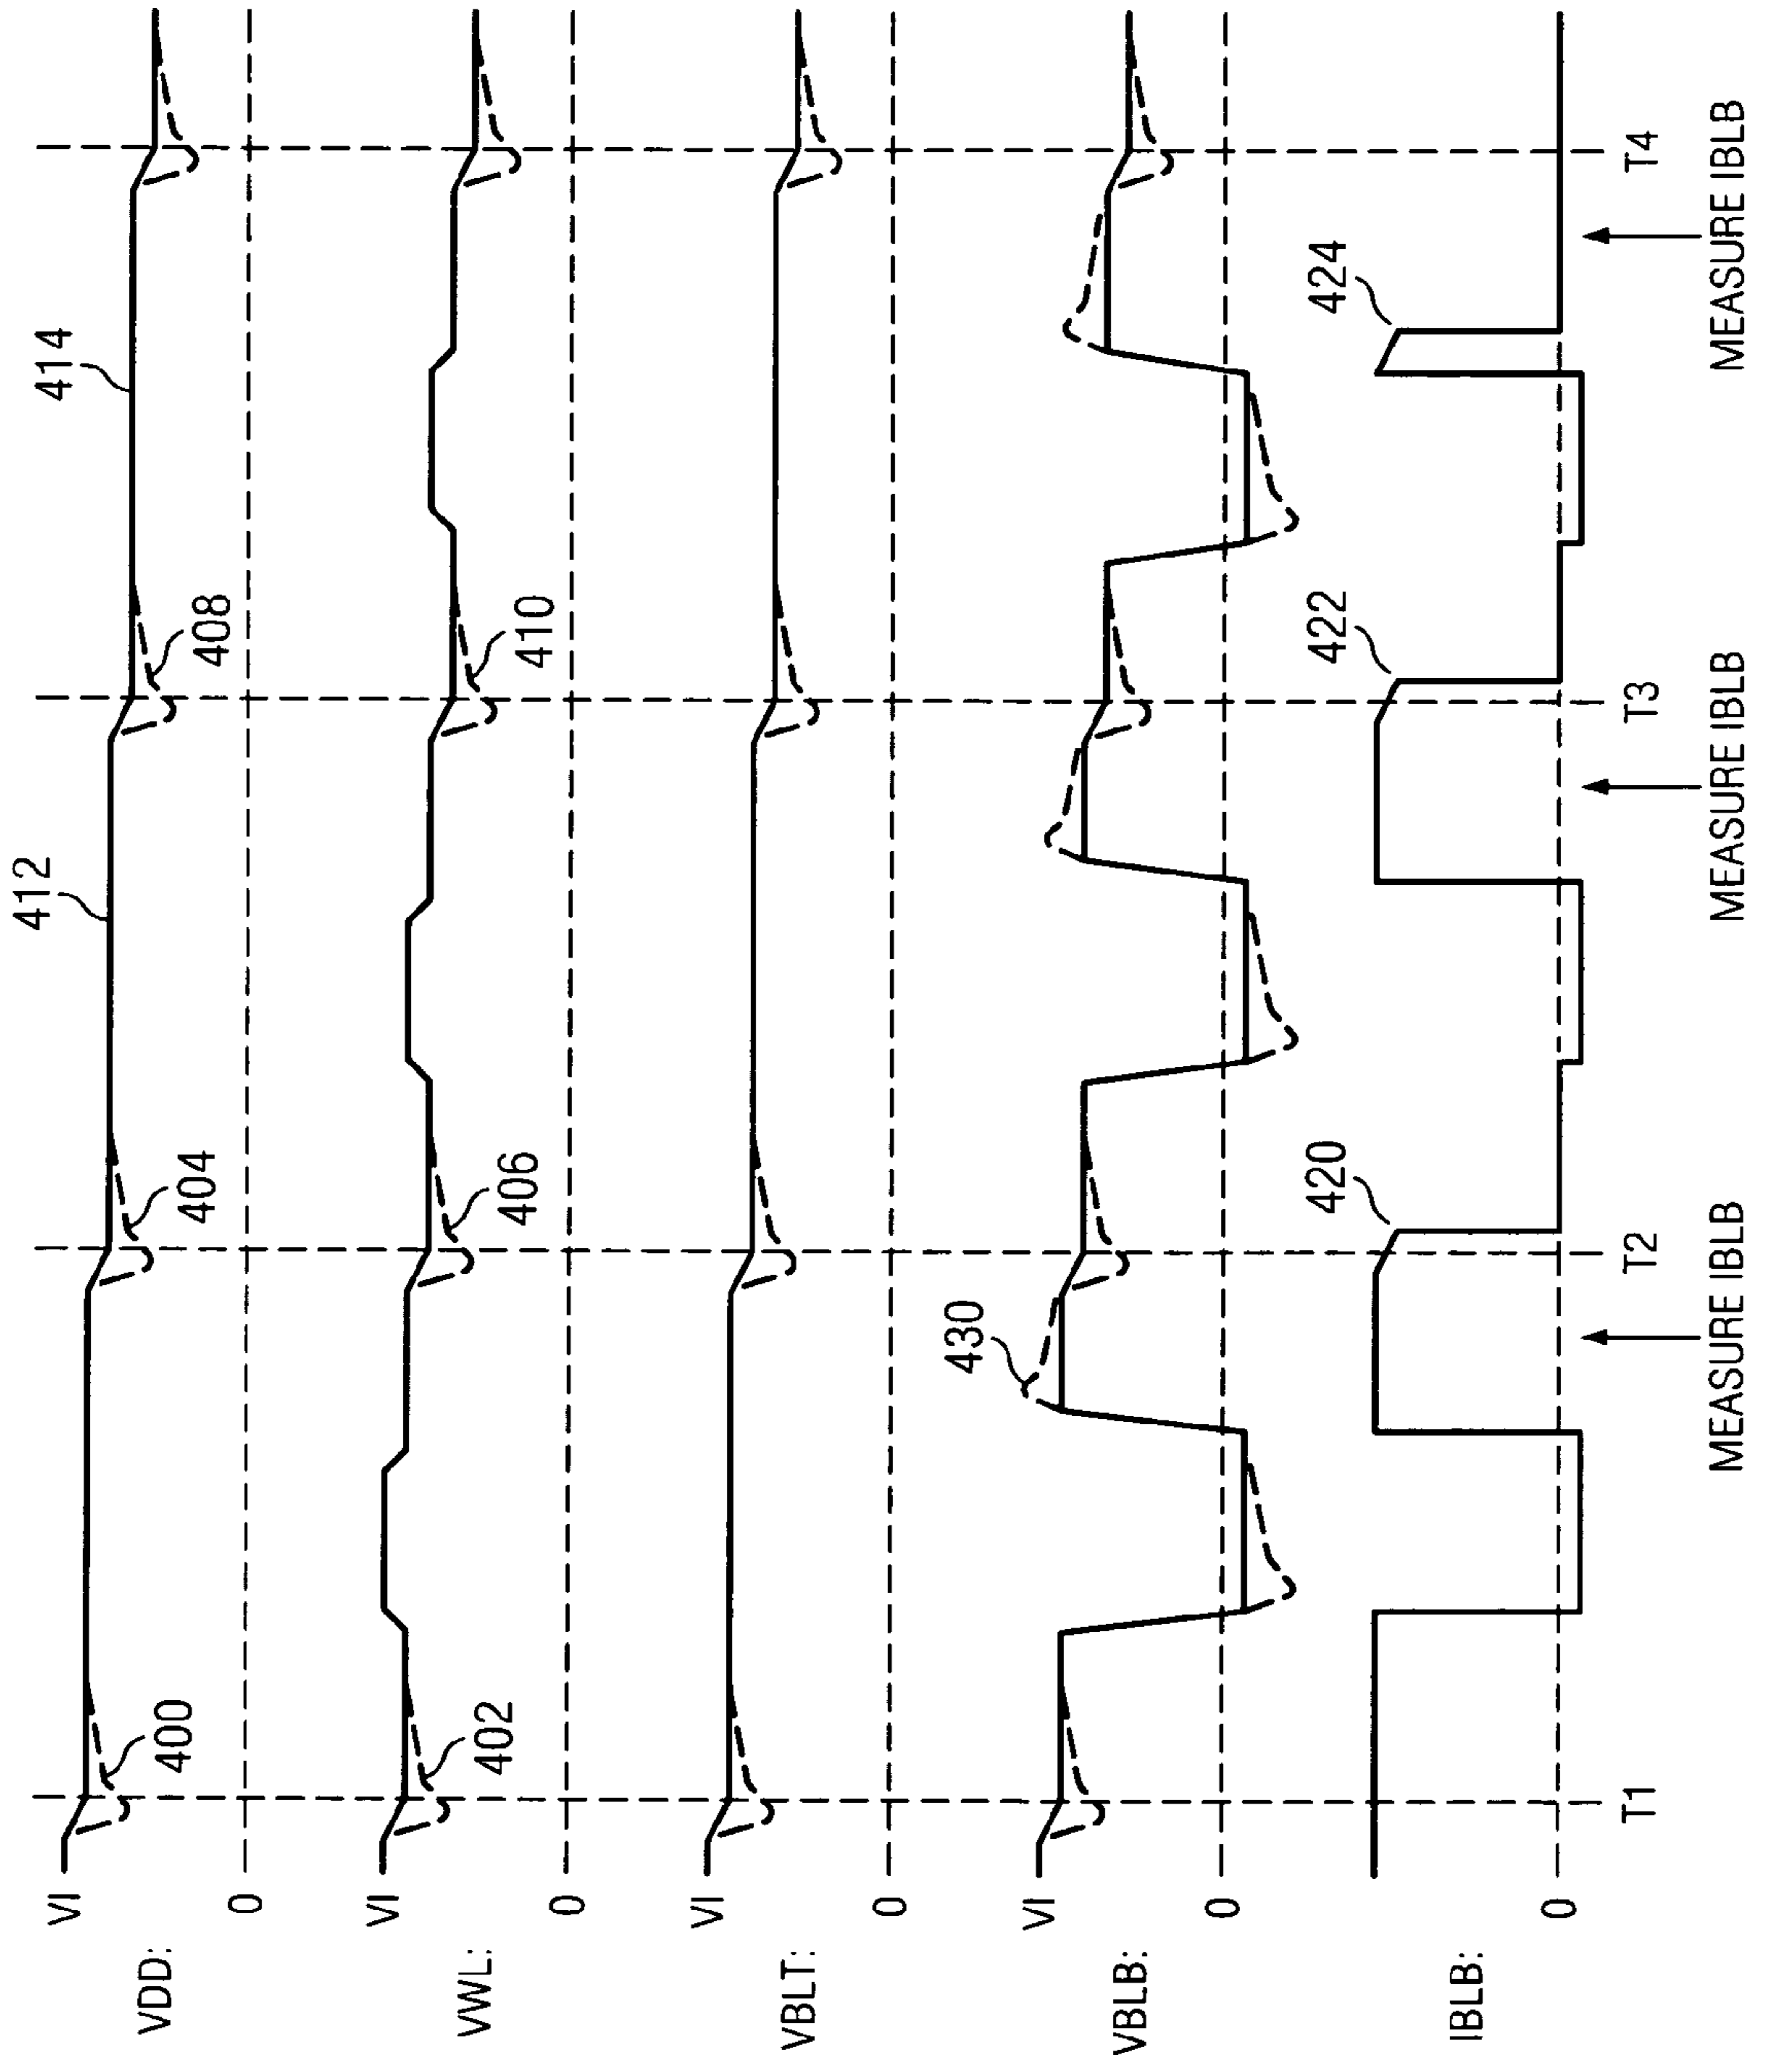 412
414
VI
VDD:
400
404
408
0
VI
VWL:
402
406
410
0
VI
VBLT:
0
430
VI
VBLB:
0
420
422
424
IBLB:
0
T1
T2
T3
T4
MEASURE IBLB
MEASURE IBLB
MEASURE IBLB